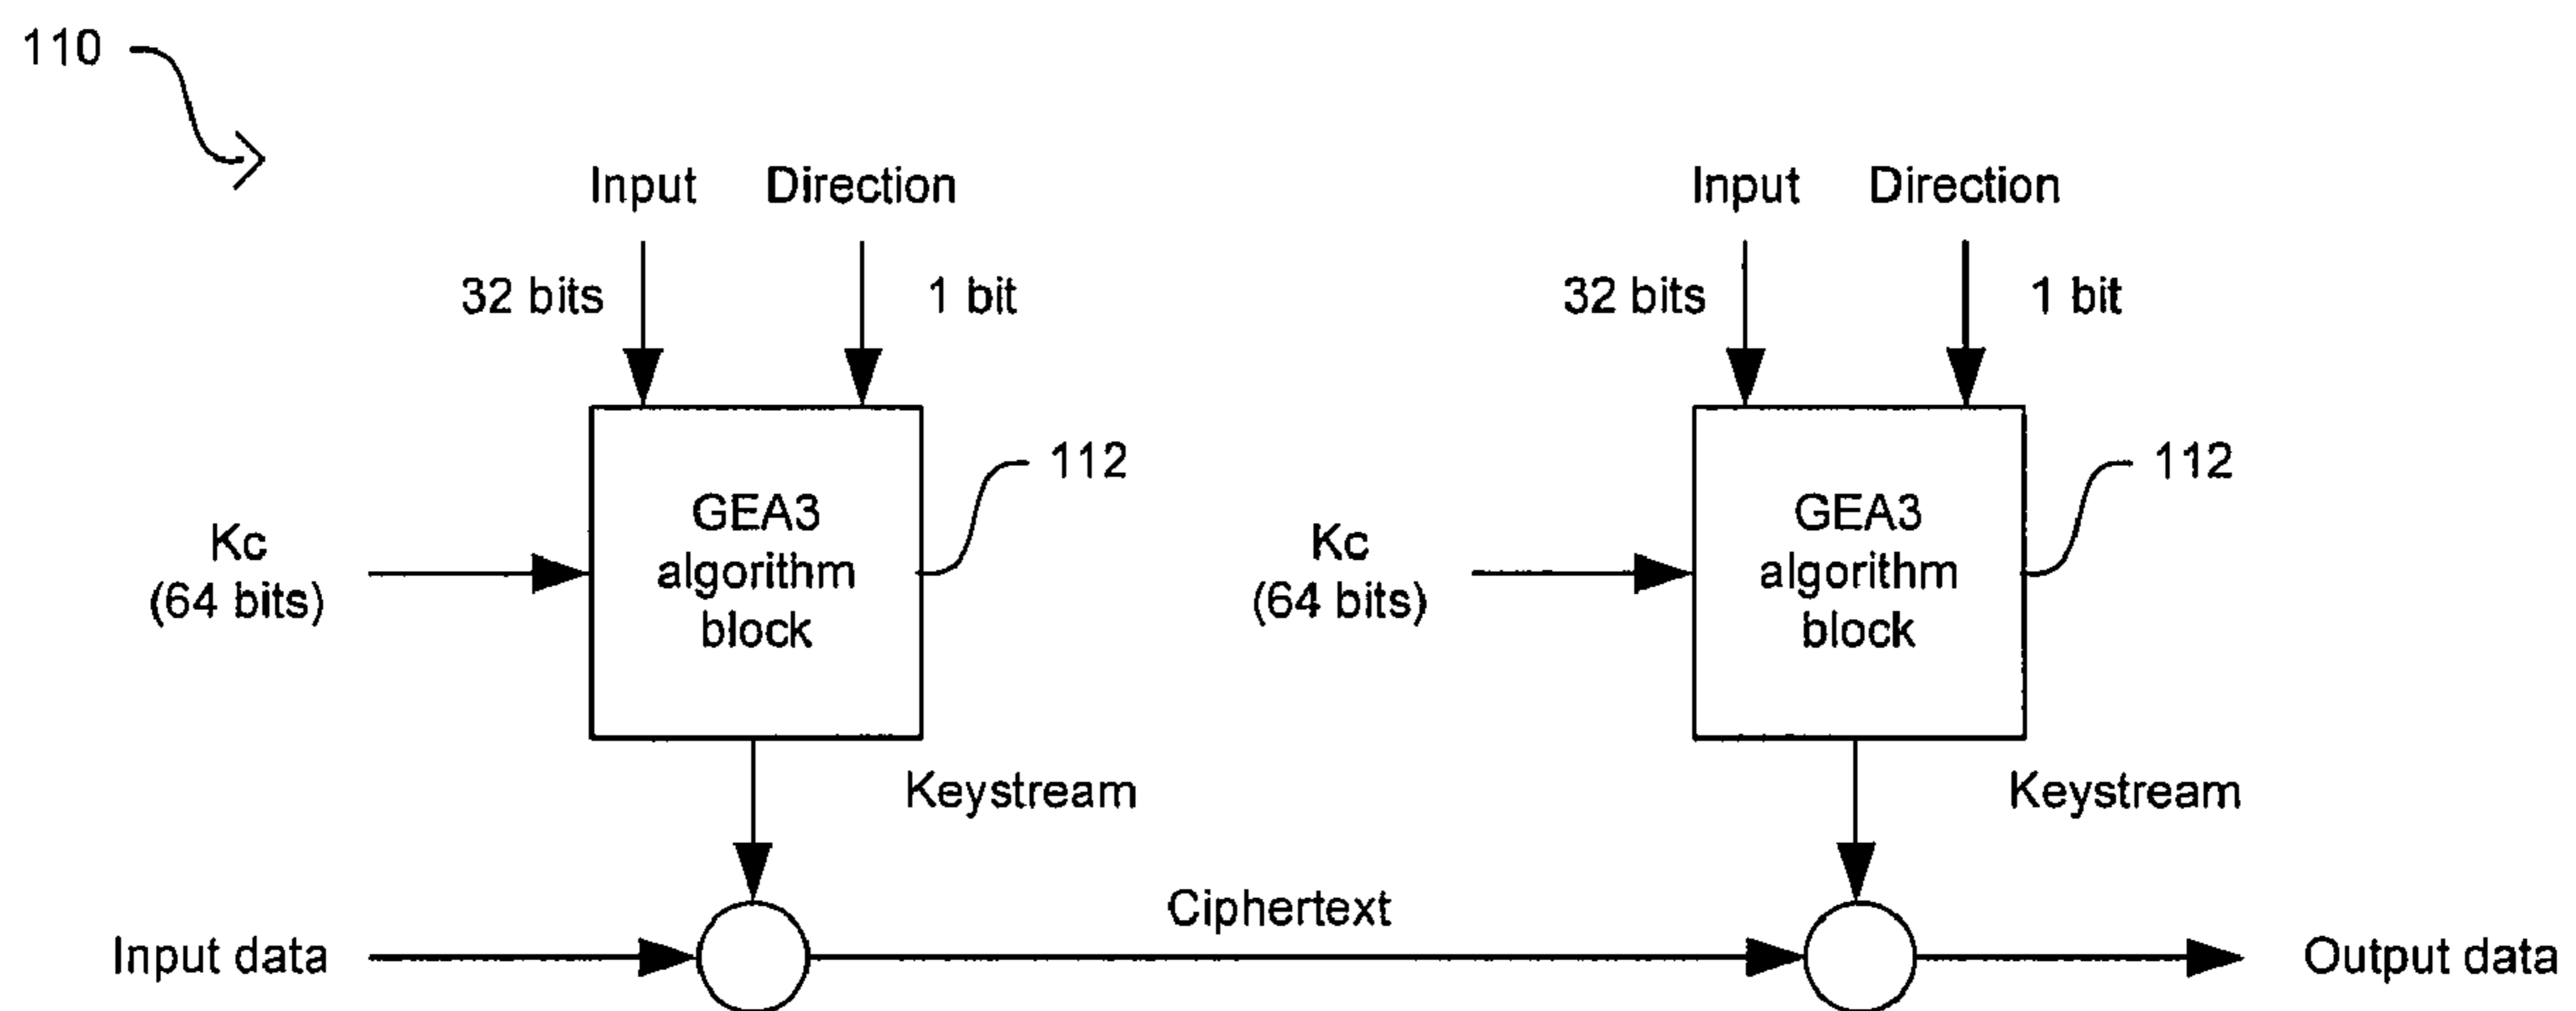 110
Input Direction Input Direction
32 bits 1 bit 32 bits 1 bit
112 112
GEA3
algorithm
block
GEA3
algorithm
block
Kc
(64 bits)
Kc
(64 bits)
Keystream Keystream
Ciphertext
Input data Output data